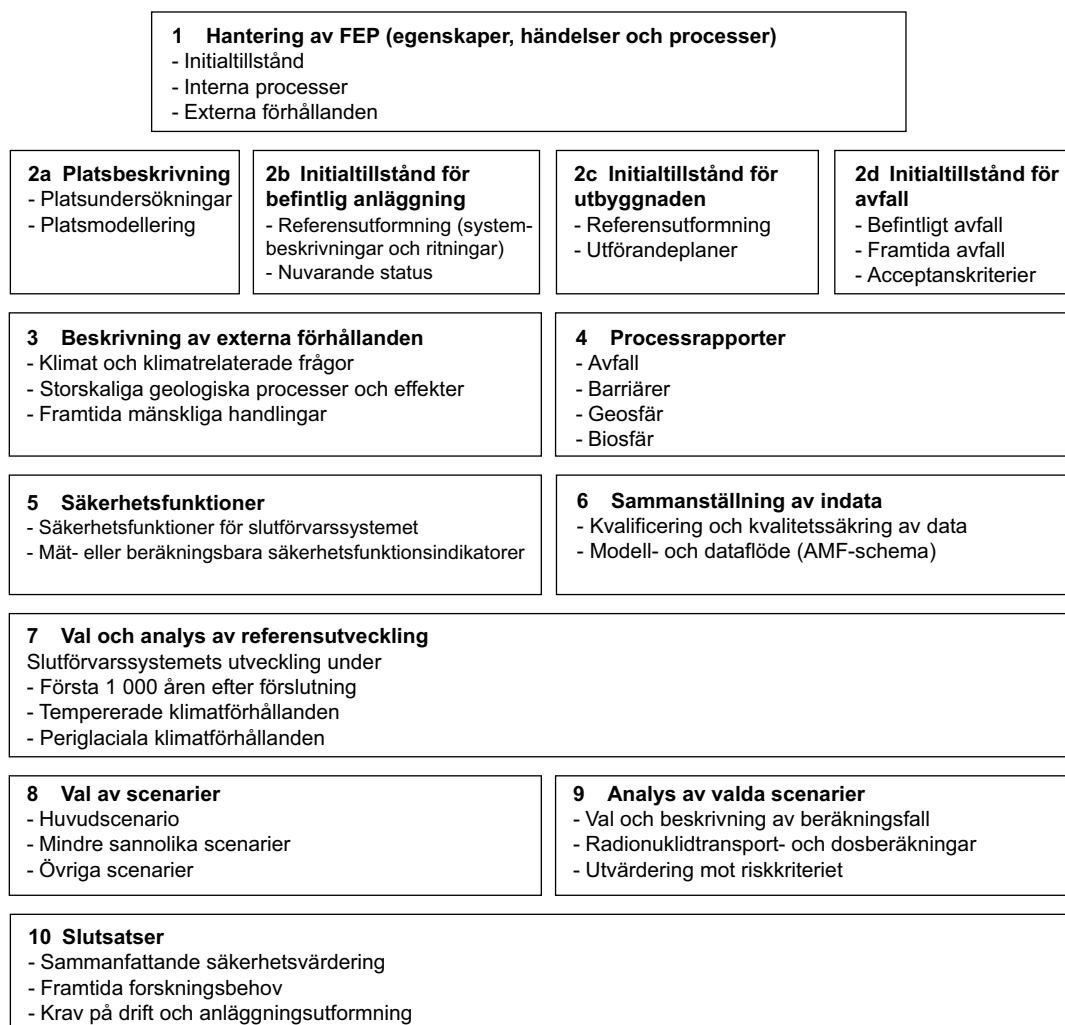 1 Hantering av FEP (egenskaper, händelser och processer)
- Initialtillstånd
- Interna processer
- Externa förhållanden
2a Platsbeskrivning
- Platsundersökningar
- Platsmodellering
2b Initialtillstånd för
befintlig anläggning
- Referensutformning (system-
beskrivningar och ritningar)
- Nuvarande status
2c Initialtillstånd för
utbyggnaden
- Referensutformning
- Utförandeplaner
2d Initialtillstånd för
avfall
- Befintligt avfall
- Framtida avfall
- Acceptanskriterier
3 Beskrivning av externa förhållanden
- Klimat och klimatrelaterade frågor
- Storskaliga geologiska processer och effekter
- Framtida mänskliga handlingar
4 Processrapporter
- Avfall
- Barriärer
- Geosfär
- Biosfär
5 Säkerhetsfunktioner
- Säkerhetsfunktioner för slutförvarssystemet
- Mät- eller beräkningsbara säkerhetsfunktionsindikatorer
6 Sammanställning av indata
- Kvalificering och kvalitetssäkring av data
- Modell- och dataflöde (AMF-schema)
7 Val och analys av referensutveckling
Slutförvarssystemets utveckling under
- Första 1 000 åren efter förslutning
- Tempererade klimatförhållanden
- Periglaciala klimatförhållanden
8 Val av scenarier
- Huvudscenario
- Mindre sannolika scenarier
- Övriga scenarier
9 Analys av valda scenarier
- Val och beskrivning av beräkningsfall
- Radionuklidtransport- och dosberäkningar
- Utvärdering mot riskkriteriet
10 Slutsatser
- Sammanfattande säkerhetsvärdering
- Framtida forskningsbehov
- Krav på drift och anläggningsutformning